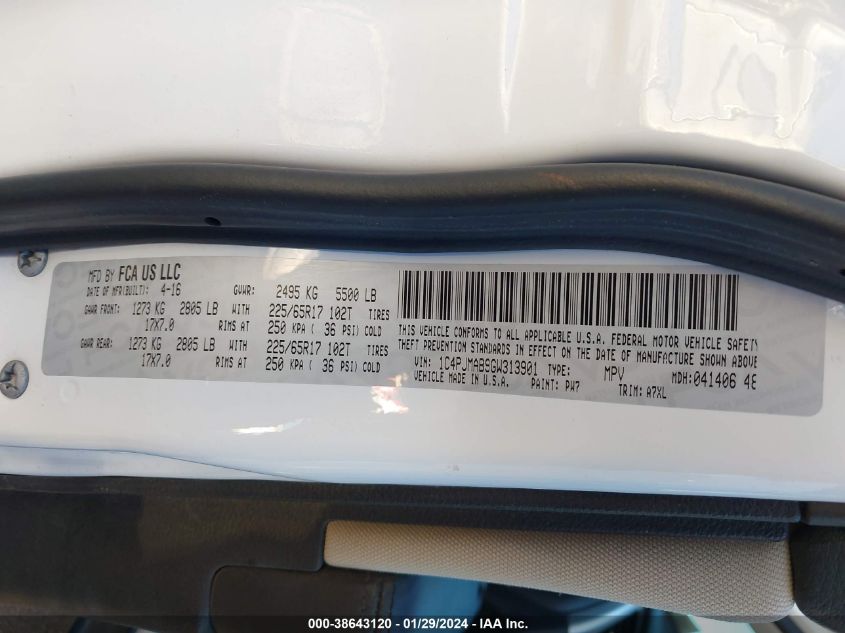 MFD BY FCA US LLC
DATE OF MFR(BUILT): 4-16 GVWR: 2495 KG 5500 LB
GAWR FRONT: 1273 KG 2805 LB WITH 225/65R17 102T TIRES
17X7.0 RIMS AT 250 KPA ( 36 PSI) COLD
GAWR REAR: 1273 KG 2805 LB WITH 225/65R17 102T TIRES
17X7.0 RIMS AT 250 KPA ( 36 PSI) COLD
THIS VEHICLE CONFORMS TO ALL APPLICABLE U.S.A. FEDERAL MOTOR VEHICLE SAFETY
THEFT PREVENTION STANDARDS IN EFFECT ON THE DATE OF MANUFACTURE SHOWN ABOVE
VIN: 1C4PJMAB9GW313901 TYPE: MPV MDH:041406 48
VEHICLE MADE IN U.S.A. PAINT: PW7 TRIM: A7XL
000-38643120 - 01/29/2024 - IAA Inc.